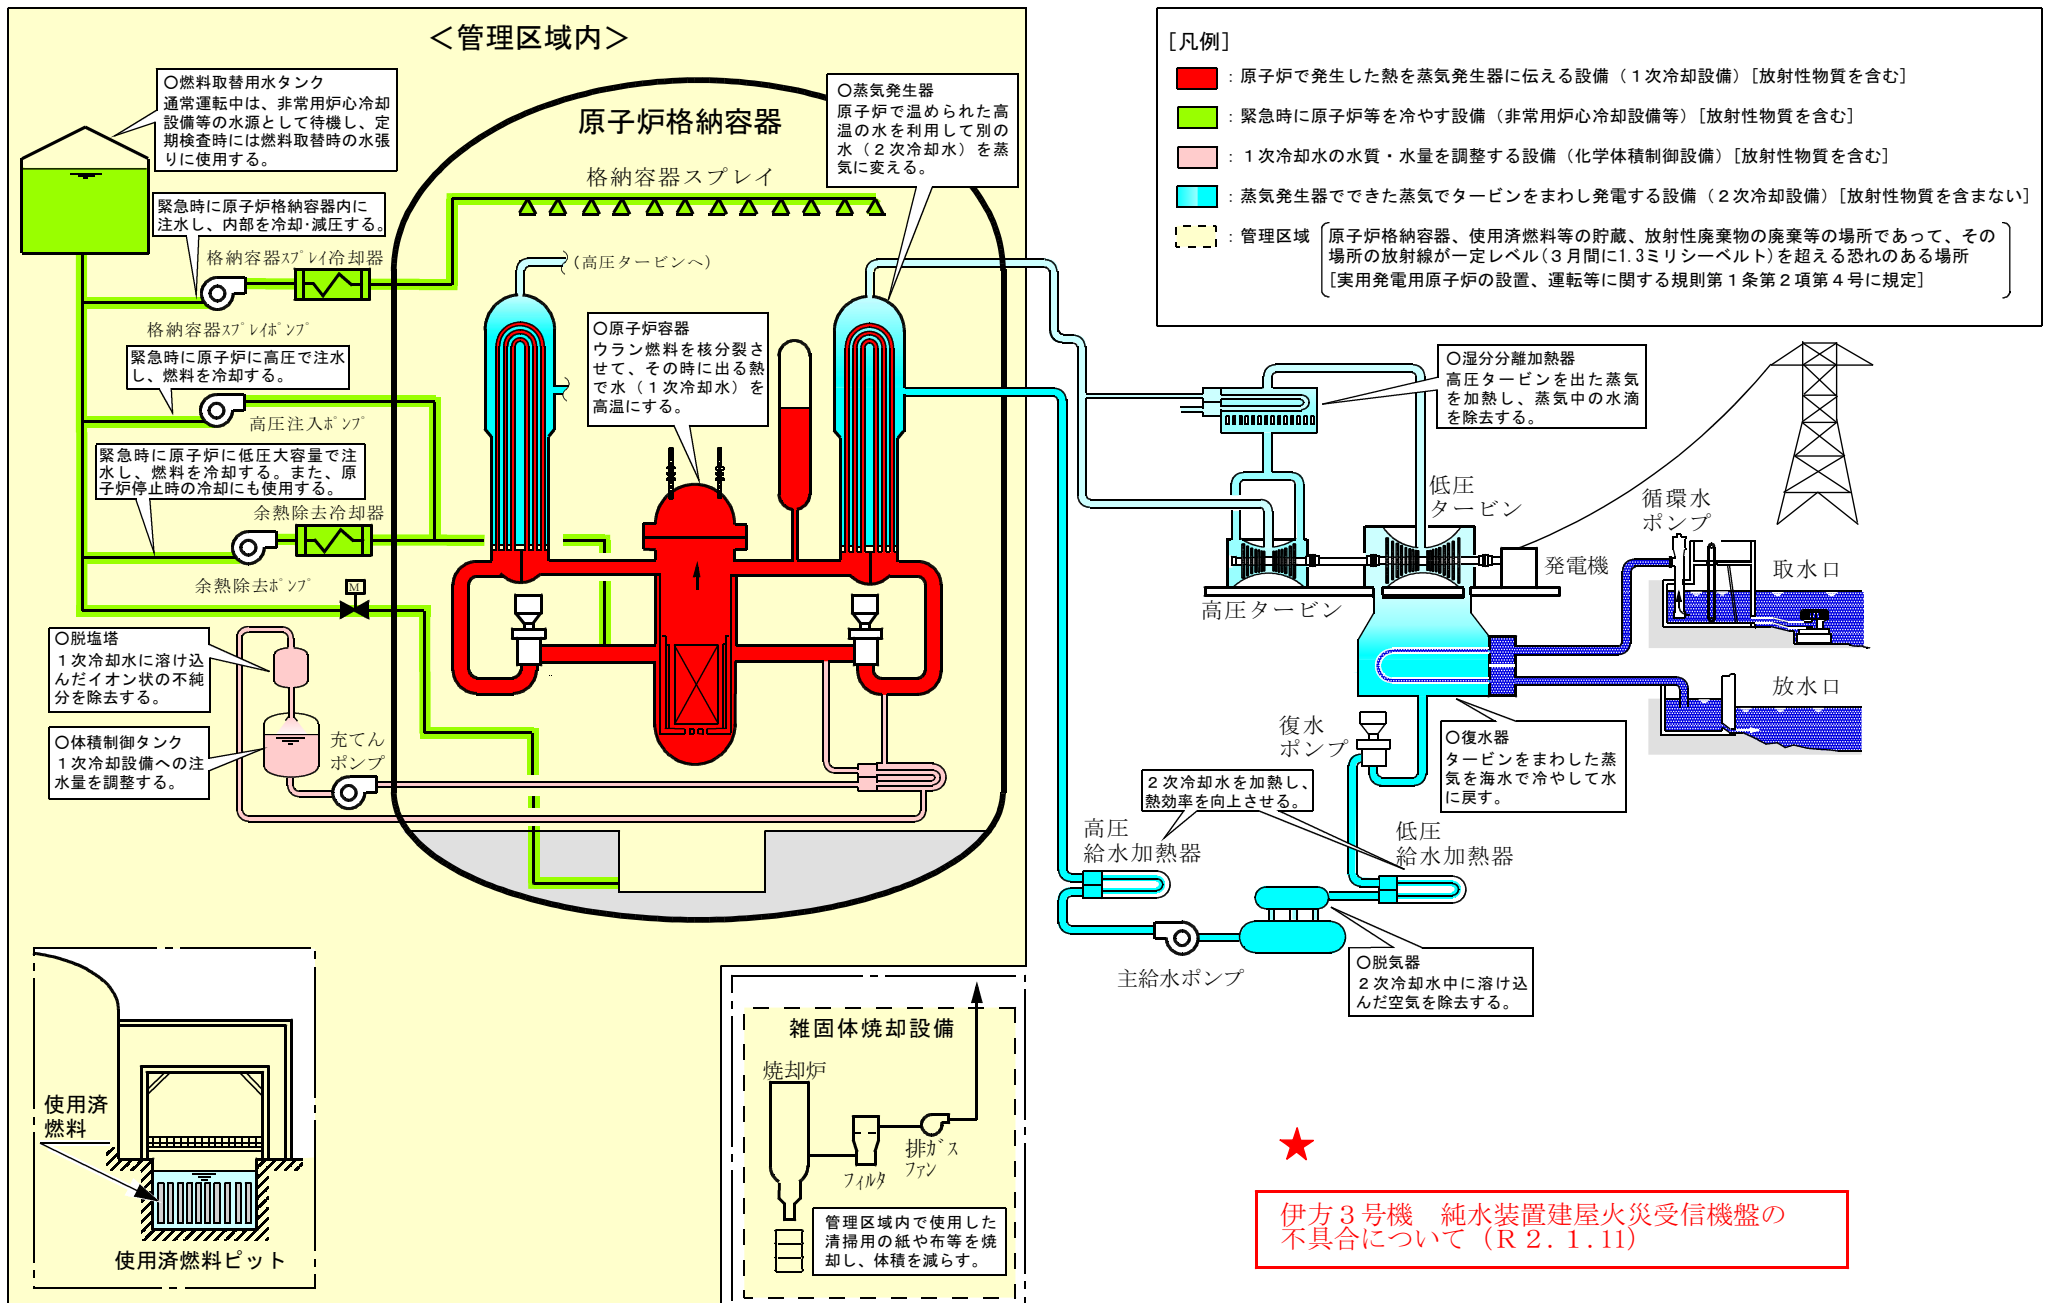 ＜管理区域内＞
○燃料取替用水タンク
通常運転中は、非常用炉心冷却
設備等の水源として待機し、定
期検査時には燃料取替時の水張
りに使用する。
原子炉格納容器
○蒸気発生器
原子炉で温められた高
温の水を利用して別の
水（２次冷却水）を蒸
気に変える。
格納容器スプレイ
緊急時に原子炉格納容器内に
注水し、内部を冷却･減圧する。
格納容器ｽﾌﾟﾚｲ冷却器
（高圧タービンへ）
格納容器ｽﾌﾟﾚｲﾎﾟﾝﾌﾟ
○原子炉容器
ウラン燃料を核分裂さ
せて、その時に出る熱
で水（１次冷却水）を
高温にする。
緊急時に原子炉に高圧で注水
し、燃料を冷却する。
高圧注入ﾎﾟﾝﾌﾟ
緊急時に原子炉に低圧大容量で注
水し、燃料を冷却する。また、原
子炉停止時の冷却にも使用する。
余熱除去冷却器
余熱除去ﾎﾟﾝﾌﾟ
M
○脱塩塔
１次冷却水に溶け込
んだイオン状の不純
分を除去する。
○体積制御タンク
１次冷却設備への注
水量を調整する。
充てん
ポンプ
［凡例］
：原子炉で発生した熱を蒸気発生器に伝える設備（１次冷却設備）［放射性物質を含む］
：緊急時に原子炉等を冷やす設備（非常用炉心冷却設備等）［放射性物質を含む］
：１次冷却水の水質・水量を調整する設備（化学体積制御設備）［放射性物質を含む］
：蒸気発生器でできた蒸気でタービンをまわし発電する設備（２次冷却設備）［放射性物質を含まない］
：管理区域
原子炉格納容器、使用済燃料等の貯蔵、放射性廃棄物の廃棄等の場所であって、その
場所の放射線が一定レベル(３月間に1.3ミリシーベルト)を超える恐れのある場所
［実用発電用原子炉の設置、運転等に関する規則第１条第２項第４号に規定］
○湿分分離加熱器
高圧タービンを出た蒸気
を加熱し、蒸気中の水滴
を除去する。
低圧
タービン
循環水
ポンプ
発電機
取水口
高圧タービン
放水口
復水
ポンプ
○復水器
タービンをまわした蒸
気を海水で冷やして水
に戻す。
２次冷却水を加熱し、
熱効率を向上させる。
高圧
給水加熱器
低圧
給水加熱器
主給水ポンプ
○脱気器
２次冷却水中に溶け込
んだ空気を除去する。
使用済
燃料
使用済燃料ピット
雑固体焼却設備
焼却炉
ﾌｨﾙﾀ
排ｶﾞｽ
ﾌｧﾝ
管理区域内で使用した
清掃用の紙や布等を焼
却し、体積を減らす。
★
伊方３号機　純水装置建屋火災受信機盤の
不具合について（Ｒ２.１.11）